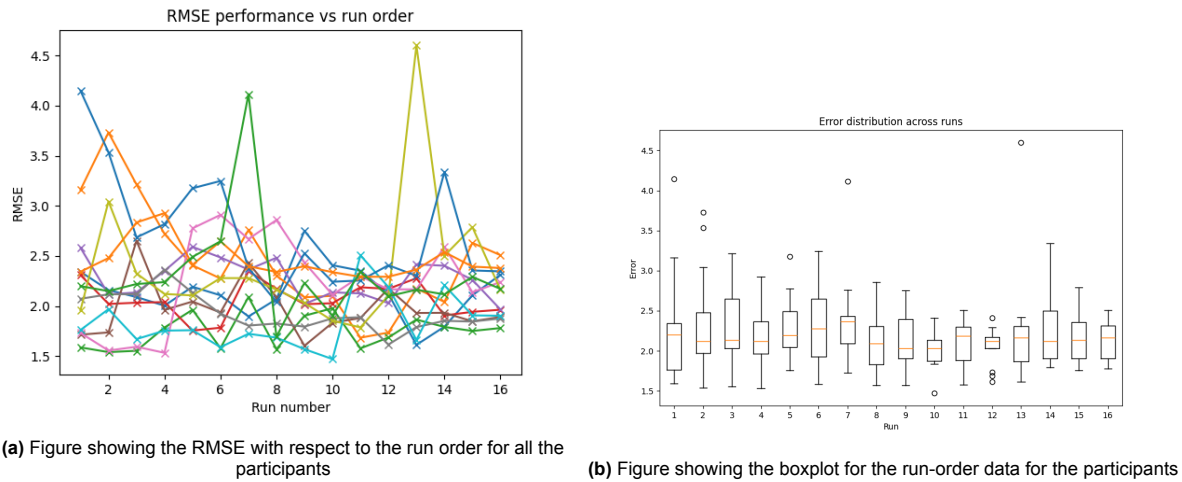 RMSE performance vs run order
4.5
4.0
3.5
3.0
2.5
2.0
1.5
RMSE
2 4 6 8 10 12 14 16
Run number
(a) Figure showing the RMSE with respect to the run order for all the
participants
Error distribution across runs
4.5
4.0
3.5
3.0
2.5
2.0
1.5
Error
1 2 3 4 5 6 7 8 9 10 11 12 13 14 15 16
Run
(b) Figure showing the boxplot for the run-order data for the participants